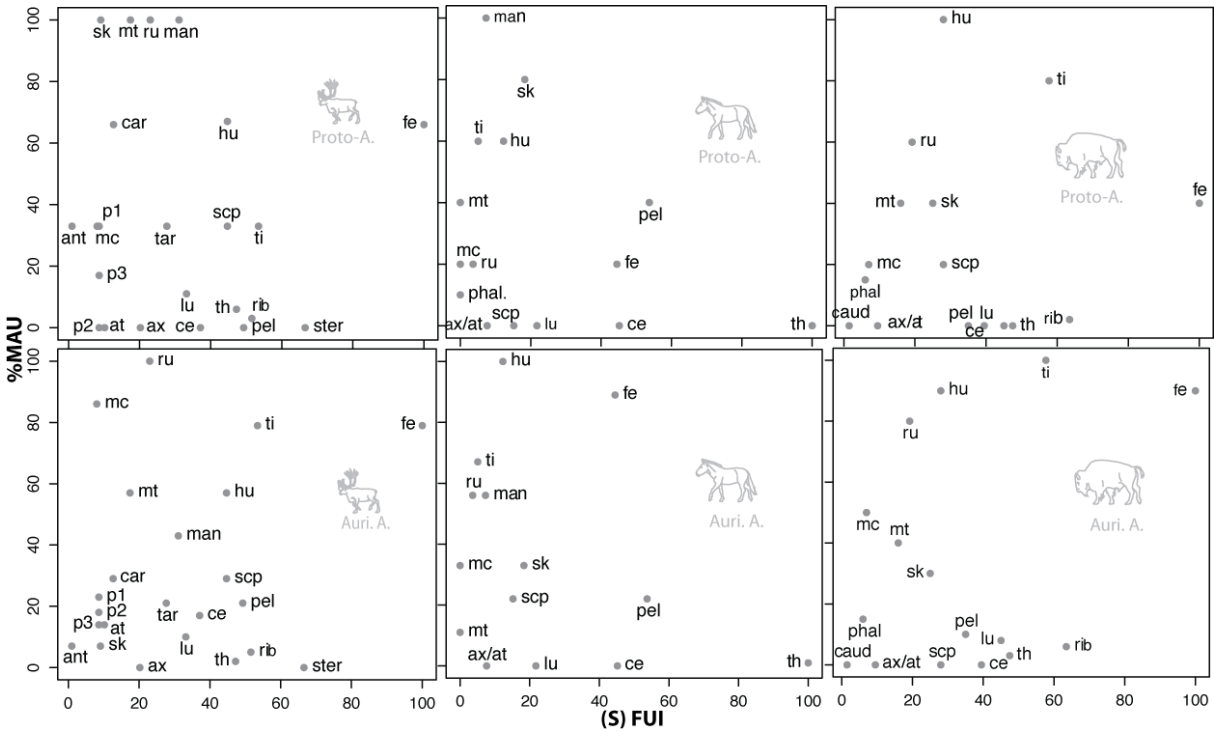 100
80
60
40
20
0
%MAU
sk mt ru man
car
hu
fe
Proto-A.
p1
scp
ant mc tar ti
p3
lu
th rib
p2 at ax ce pel ster
man
sk
ti
hu
Proto-A.
mt
pel
mc
ru
fe
phal.
scp
ax/at lu ce th
hu
ti
ru
Proto-A.
mt sk
fe
mc scp
phal
caud ax/at pel lu th rib
ce
100
80
60
40
20
0
ru
mc
ti
fe
mt
hu
Auri. A.
man
car
scp
p1
p2
p3
at
tar
ce
pel
ant
sk
lu
rib
ax
th
ster
0 20 40 60 80 100
hu
fe
ti
ru
man
Auri. A.
mc sk
scp
pel
mt
ax/at
lu ce th
0 20 40 60 80 100
ti
hu
fe
ru
Auri. A.
mc
mt
sk
phal
pel
lu
rib
caud ax/at scp ce th
0 20 40 60 80 100
(S) FUI